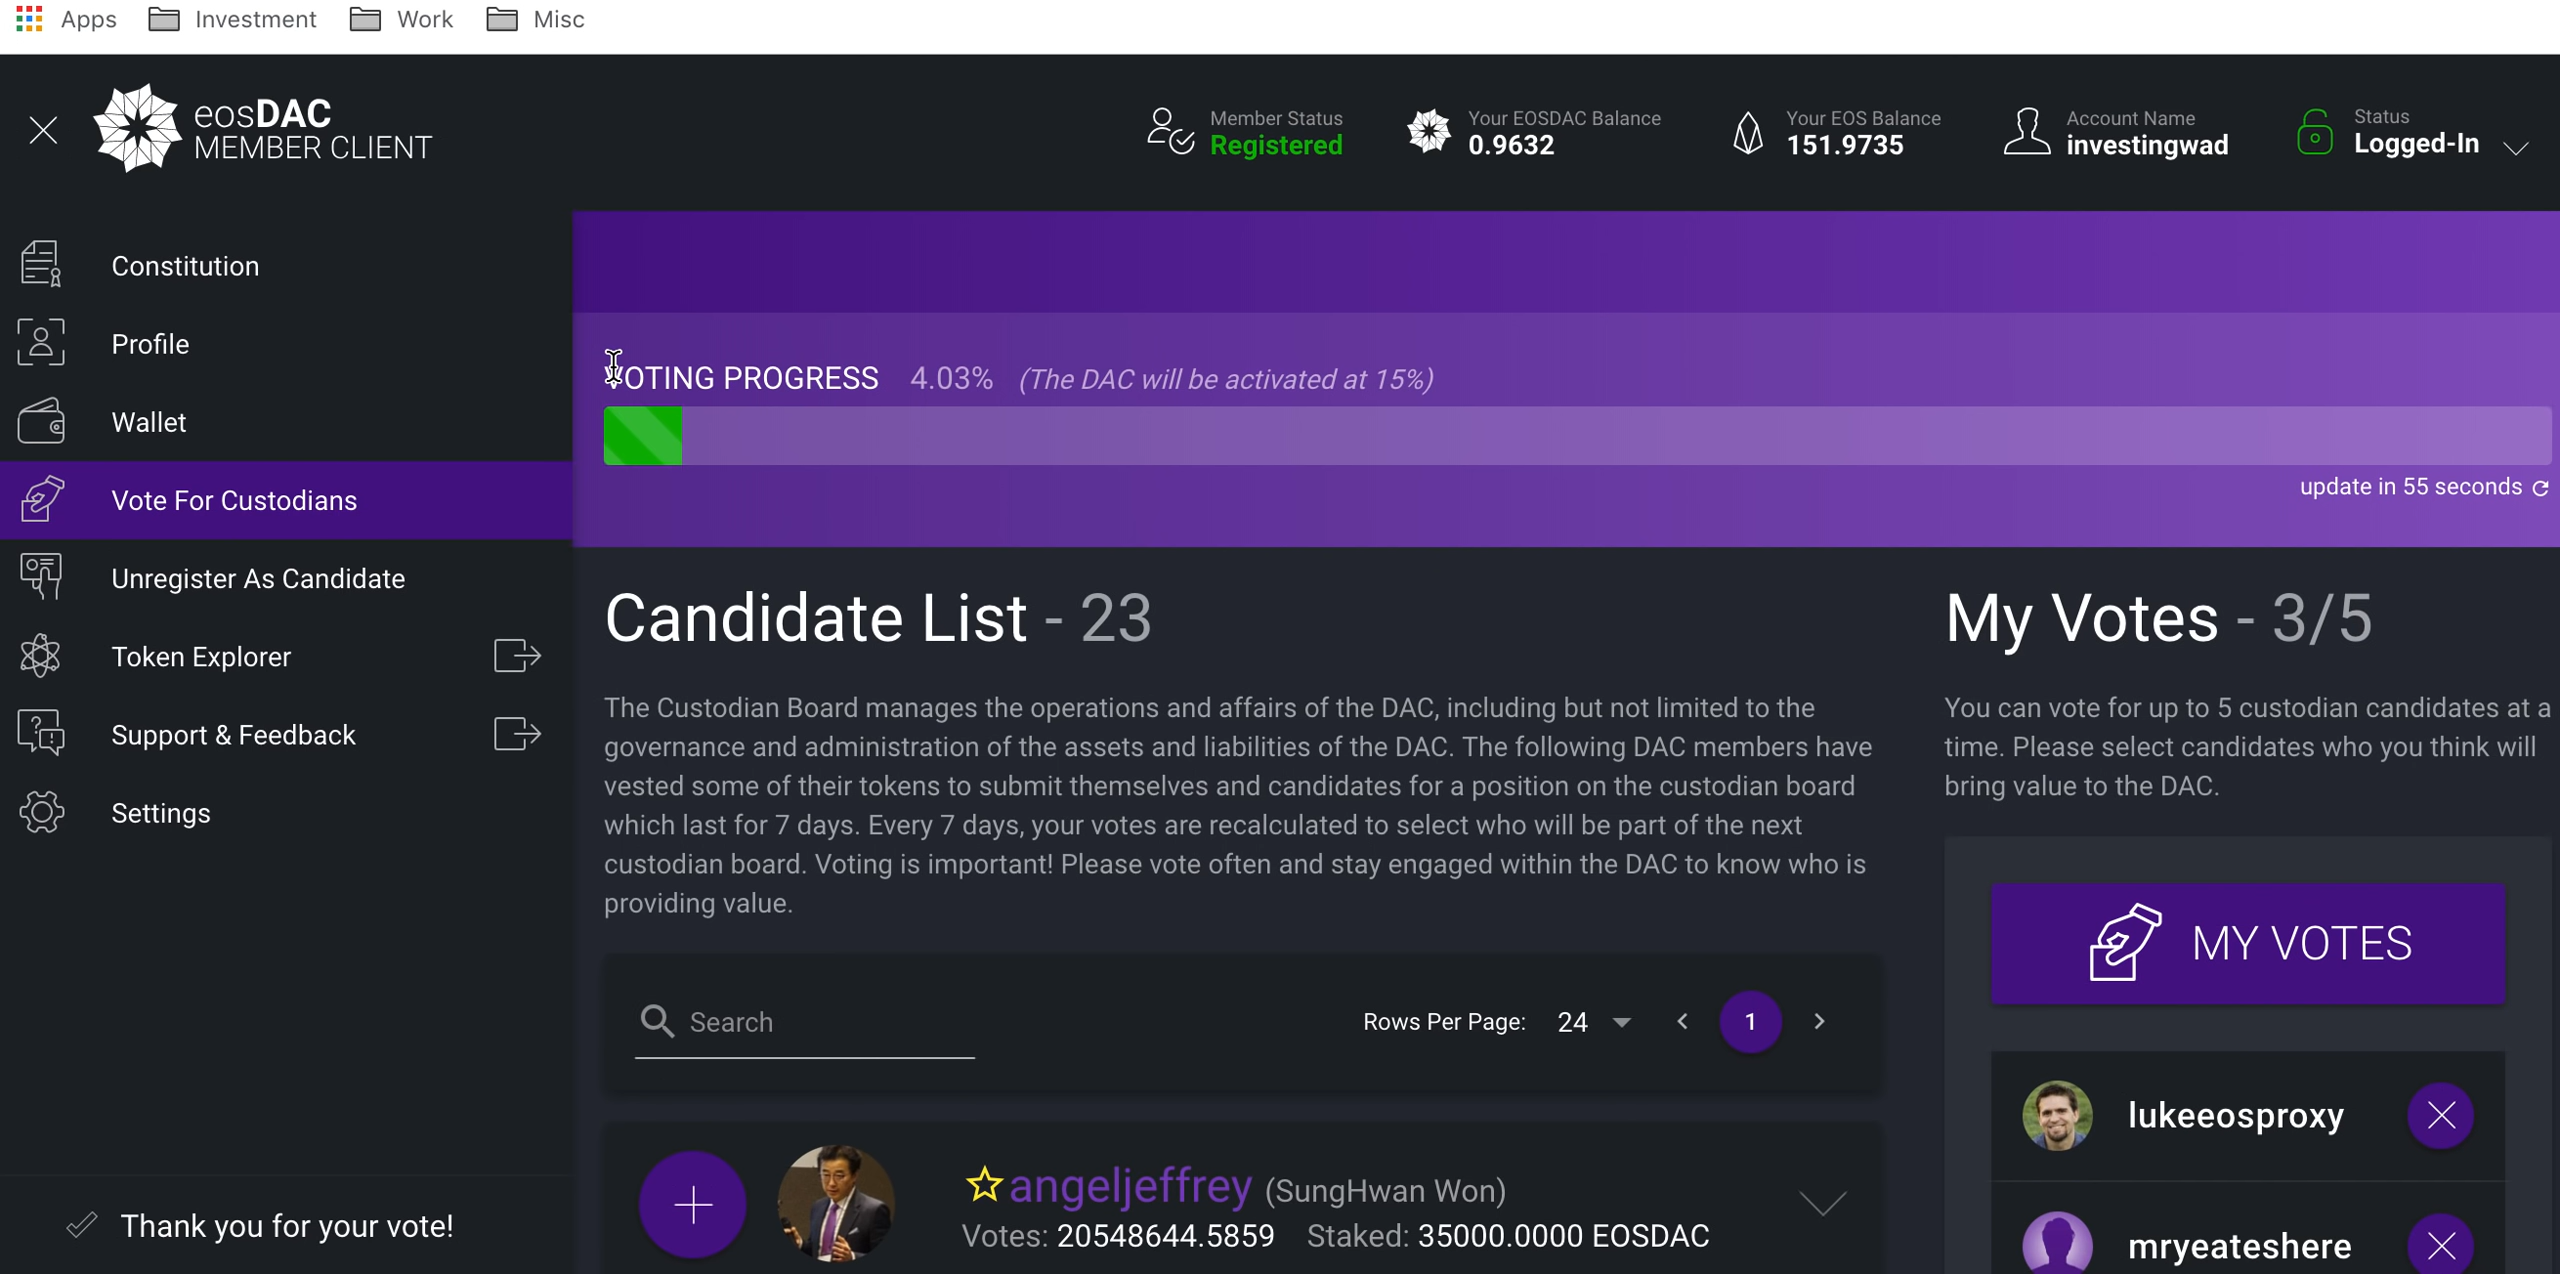 Apps Investment Work Misc
eosDAC
MEMBER CLIENT
Member Status
Registered
Your EOSDAC Balance
0.9632
Your EOS Balance
151.9735
Account Name
investingwad
Status
Logged-In
Constitution
Profile
Wallet
Vote For Custodians
Unregister As Candidate
Token Explorer
Support & Feedback
Settings
Thank you for your vote!
VOTING PROGRESS 4.03% (The DAC will be activated at 15%)
update in 55 seconds
Candidate List - 23
The Custodian Board manages the operations and affairs of the DAC, including but not limited to the
governance and administration of the assets and liabilities of the DAC. The following DAC members have
vested some of their tokens to submit themselves and candidates for a position on the custodian board
which last for 7 days. Every 7 days, your votes are recalculated to select who will be part of the next
custodian board. Voting is important! Please vote often and stay engaged within the DAC to know who is
providing value.
Search
Rows Per Page: 24
1
angeljeffrey (SungHwan Won)
Votes: 20548644.5859 Staked: 35000.0000 EOSDAC
My Votes - 3/5
You can vote for up to 5 custodian candidates at a
time. Please select candidates who you think will
bring value to the DAC.
MY VOTES
lukeeosproxy
mryeateshere